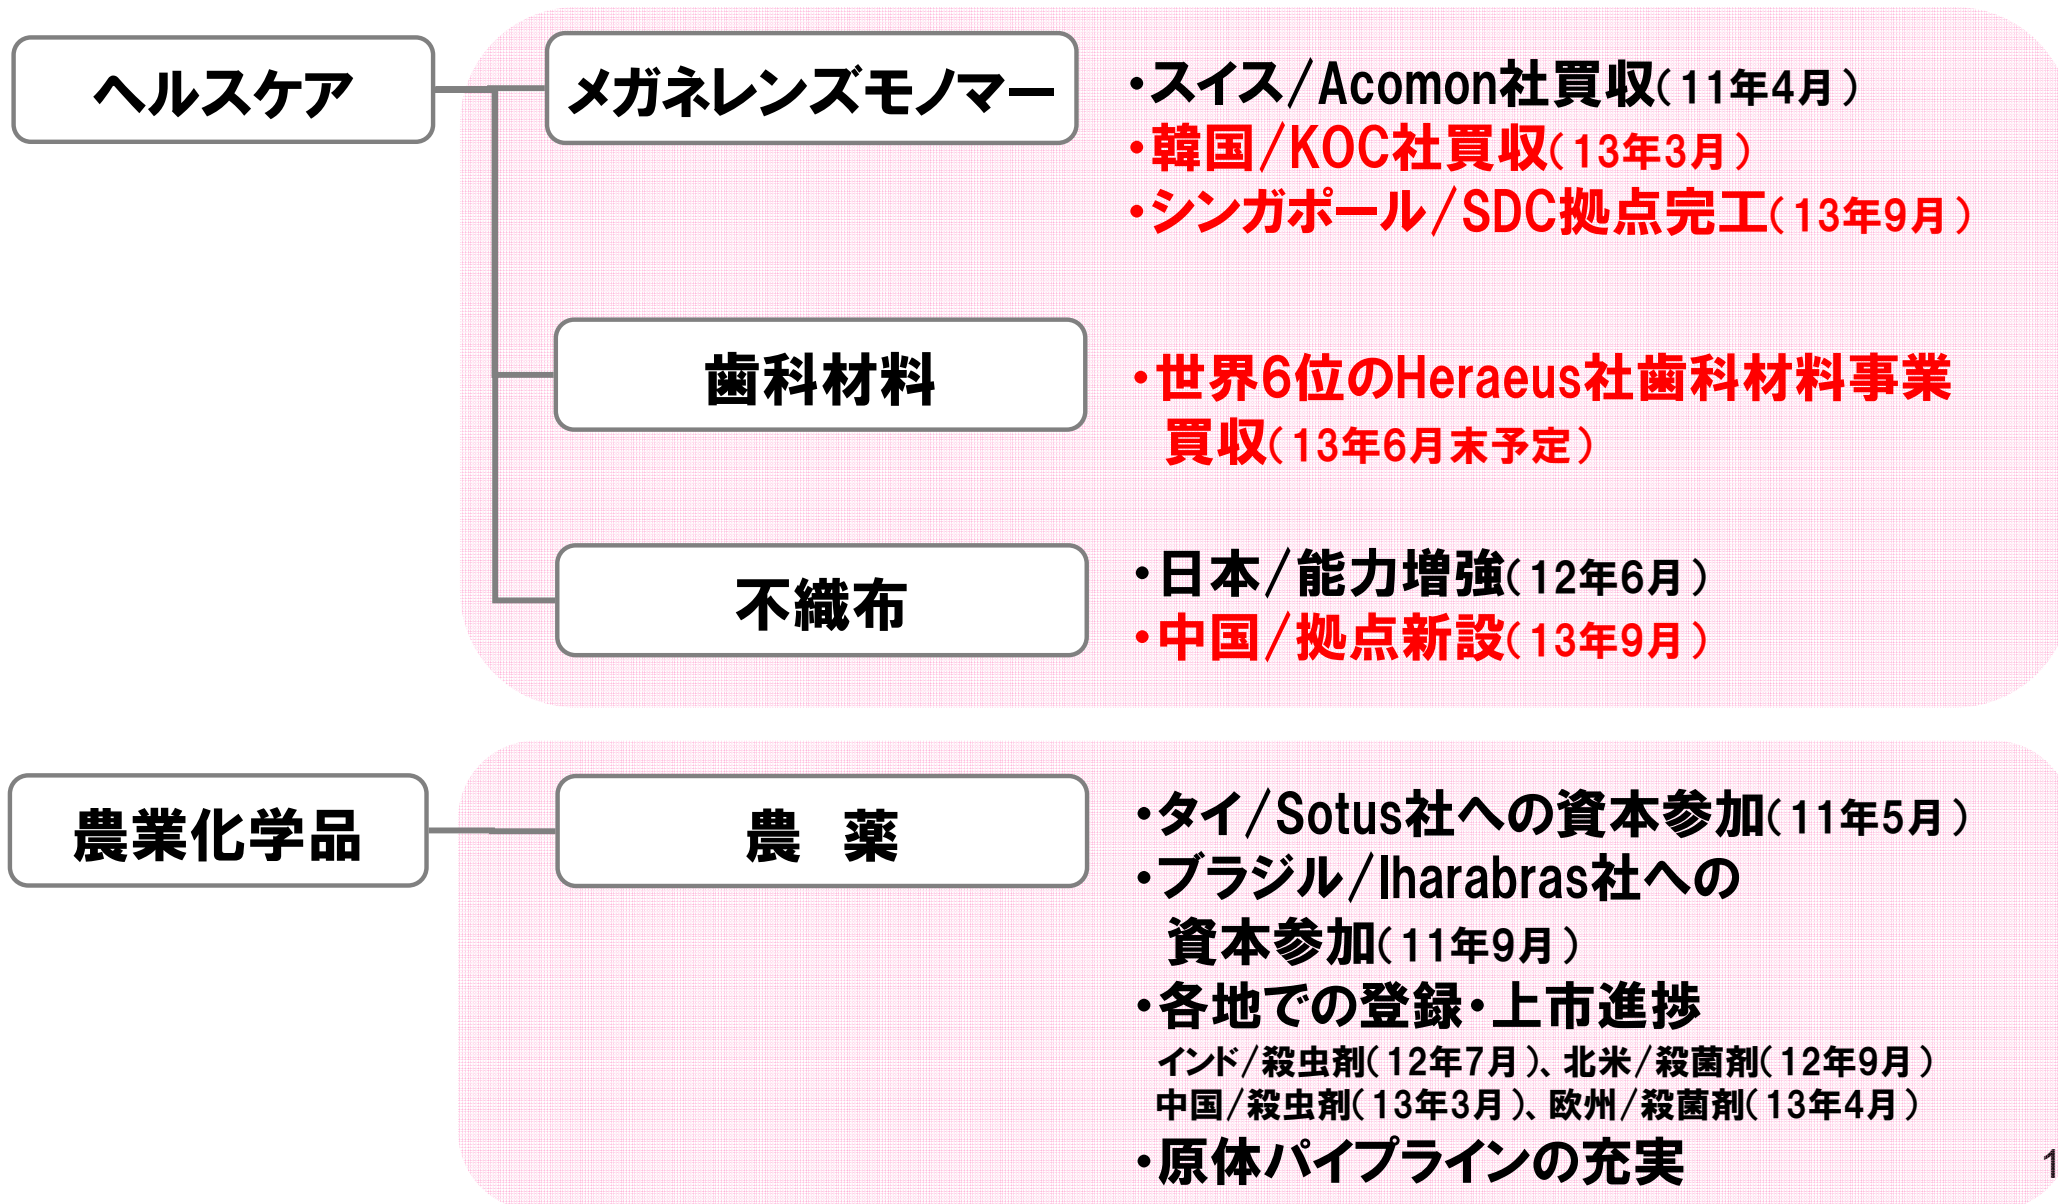 ヘルスケア
メガネレンズモノマー
・スイス/Acomon社買収(11年4月)
・韓国/KOC社買収(13年3月)
・シンガポール/SDC拠点完工(13年9月)
歯科材料
・世界6位のHeraeus社歯科材料事業
買収(13年6月末予定)
不織布
・日本/能力増強(12年6月)
・中国/拠点新設(13年9月)
農業化学品
農 薬
・タイ/Sotus社への資本参加(11年5月)
・ブラジル/Iharabras社への
資本参加(11年9月)
・各地での登録・上市進捗
インド/殺虫剤(12年7月)、北米/殺菌剤(12年9月)
中国/殺虫剤(13年3月)、欧州/殺菌剤(13年4月)
・原体パイプラインの充実
1